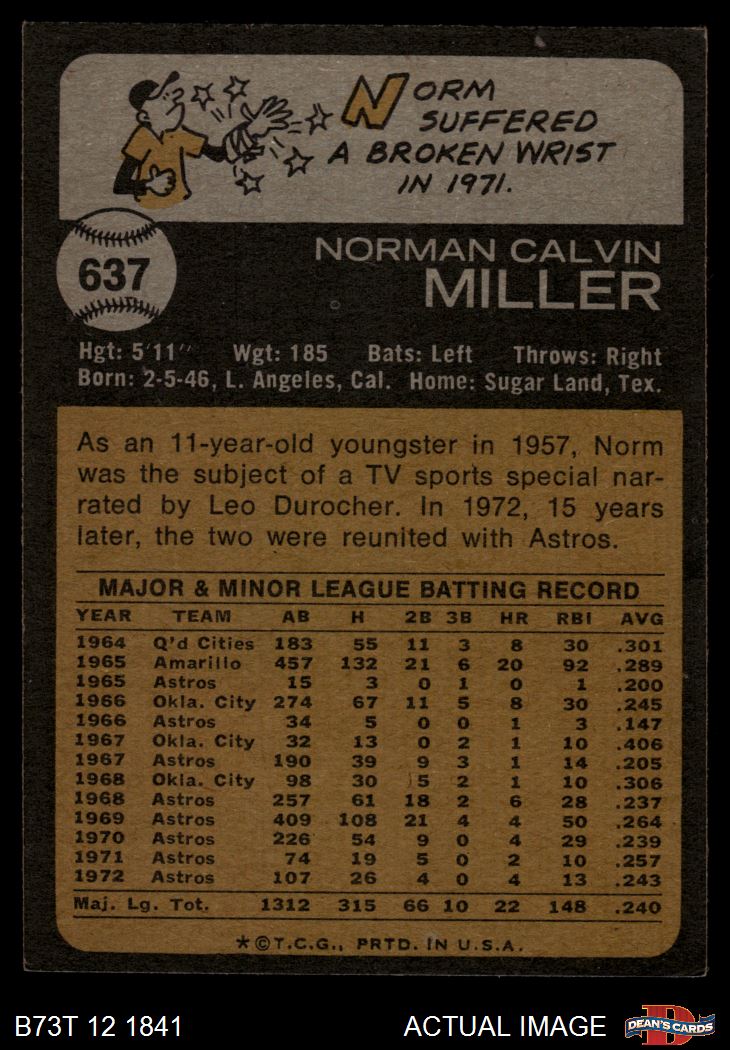 NORM
SUFFERED
A BROKEN WRIST
IN 1971.
637
NORMAN CALVIN
MILLER
Hgt: 5'11" Wgt: 185 Bats: Left Throws: Right
Born: 2-5-46, L. Angeles, Cal. Home: Sugar Land, Tex.
As an 11-year-old youngster in 1957, Norm
was the subject of a TV sports special nar-
rated by Leo Durocher. In 1972, 15 years
later, the two were reunited with Astros.
MAJOR & MINOR LEAGUE BATTING RECORD
YEAR TEAM AB H 2B 3B HR RBI AVG
1964 Q'd Cities 183 55 11 3 8 30 .301
1965 Amarillo 457 132 21 6 20 92 .289
1965 Astros 15 3 0 1 0 1 .200
1966 Okla. City 274 67 11 5 8 30 .245
1966 Astros 34 5 0 0 1 3 .147
1967 Okla. City 32 13 0 2 1 10 .406
1967 Astros 190 39 9 3 1 14 .205
1968 Okla. City 98 30 5 2 1 10 .306
1968 Astros 257 61 18 2 6 28 .237
1969 Astros 409 108 21 4 4 50 .264
1970 Astros 226 54 9 0 4 29 .239
1971 Astros 74 19 5 0 2 10 .257
1972 Astros 107 26 4 0 4 13 .243
Maj. Lg. Tot. 1312 315 66 10 22 148 .240
*©T.C.G., PRTD. IN U.S.A.
B73T 12 1841 ACTUAL IMAGE D DEAN'S CARDS